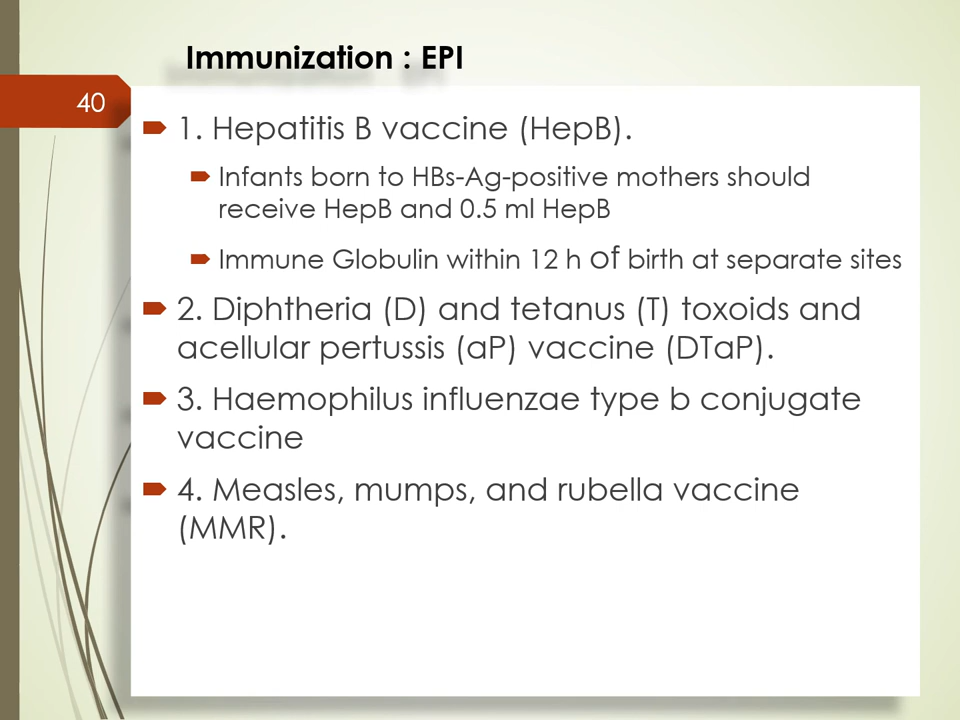 Immunization : EPI
40
1. Hepatitis B vaccine (HepB).
Infants born to HBs-Ag-positive mothers should
receive HepB and 0.5 ml HepB
Immune Globulin within 12 h of birth at separate sites
2. Diphtheria (D) and tetanus (T) toxoids and
acellular pertussis (aP) vaccine (DTaP).
3. Haemophilus influenzae type b conjugate
vaccine
4. Measles, mumps, and rubella vaccine
(MMR).